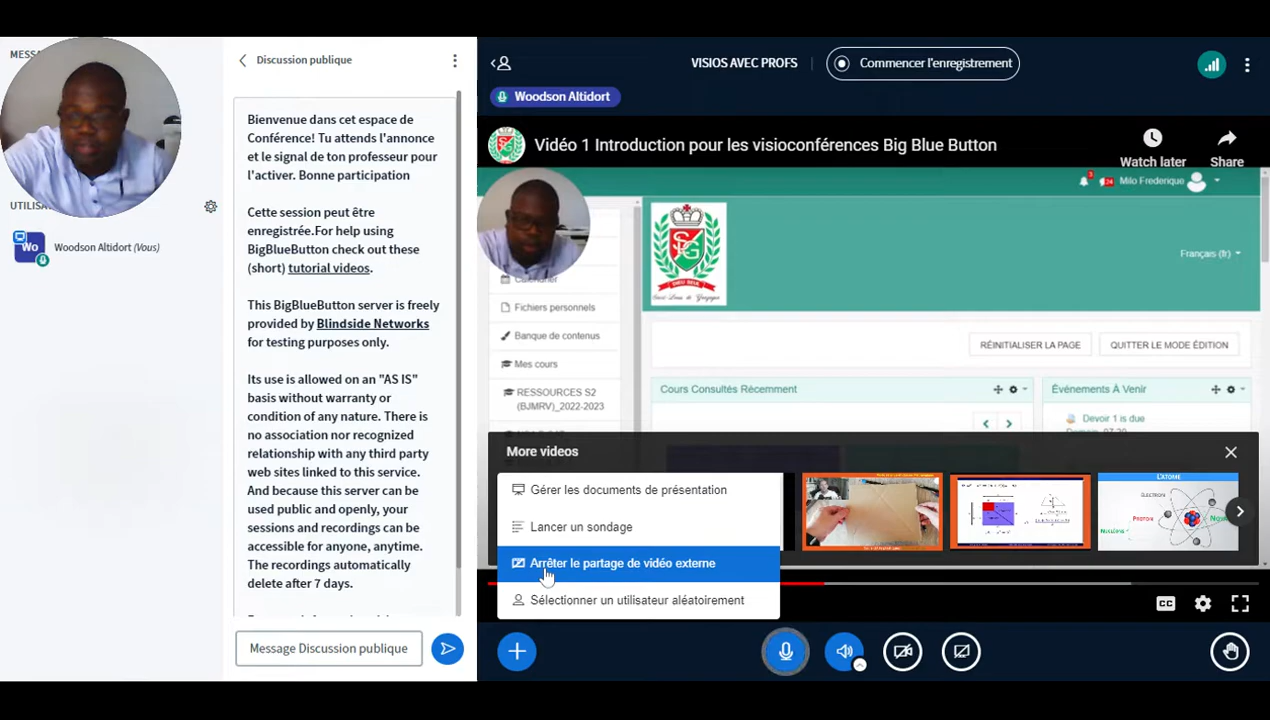 MESSA
Discussion publique
Bienvenue dans cet espace de
Conférence! Tu attends l'annonce
et le signal de ton professeur pour
l'activer. Bonne participation
Cette session peut être
enregistrée.For help using
BigBlueButton check out these
(short) tutorial videos.
This BigBlueButton server is freely
provided by Blindside Networks
for testing purposes only.
Its use is allowed on an "AS IS"
basis without warranty or
condition of any nature. There is
no association nor recognized
relationship with any third party
web sites linked to this service.
And because this server can be
used public and openly, your
sessions and recordings can be
accessible for anyone, anytime.
The recordings automatically
delete after 7 days.
Message Discussion publique
UTILISA
Wo
Woodson Altidort (Vous)
VISIOS AVEC PROFS
Commencer l'enregistrement
Woodson Altidort
Vidéo 1 Introduction pour les visioconférences Big Blue Button
Watch later
Share
Milo Frederique
Français (fr)
Calendrier
Fichiers personnels
Banque de contenus
Mes cours
RESSOURCES S2
(BJMRV)_2022-2023
RÉINITIALISER LA PAGE
QUITTER LE MODE ÉDITION
Cours Consultés Récemment
Événements À Venir
Devoir 1 is due
More videos
Gérer les documents de présentation
Lancer un sondage
Arrêter le partage de vidéo externe
Sélectionner un utilisateur aléatoirement
L'ATOME
ELECTRON
PROTON
CC